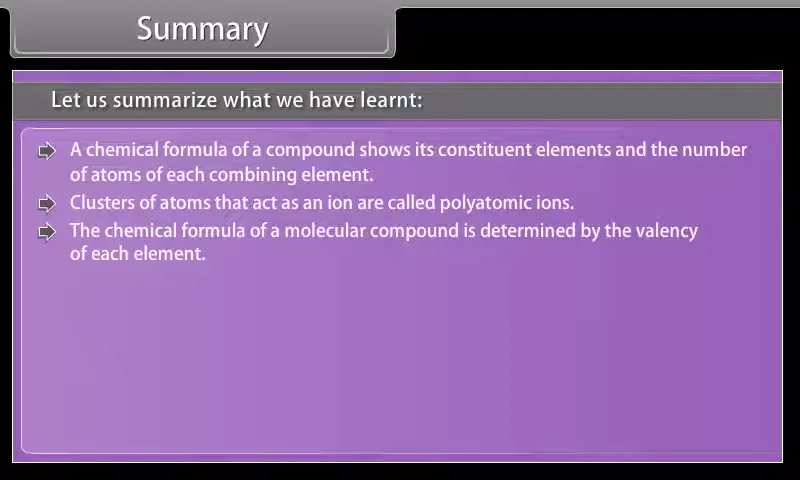 Summary
Let us summarize what we have learnt:
A chemical formula of a compound shows its constituent elements and the number
of atoms of each combining element.
Clusters of atoms that act as an ion are called polyatomic ions.
The chemical formula of a molecular compound is determined by the valency
of each element.